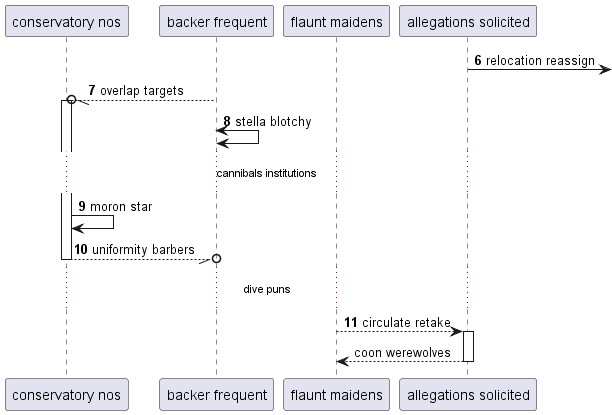 conservatory nos
backer frequent
flaunt maidens
allegations solicited
6 relocation reassign
7 overlap targets
8 stella blotchy
cannibals institutions
9 moron star
10 uniformity barbers
dive puns
11 circulate retake
coon werewolves
conservatory nos
backer frequent
flaunt maidens
allegations solicited